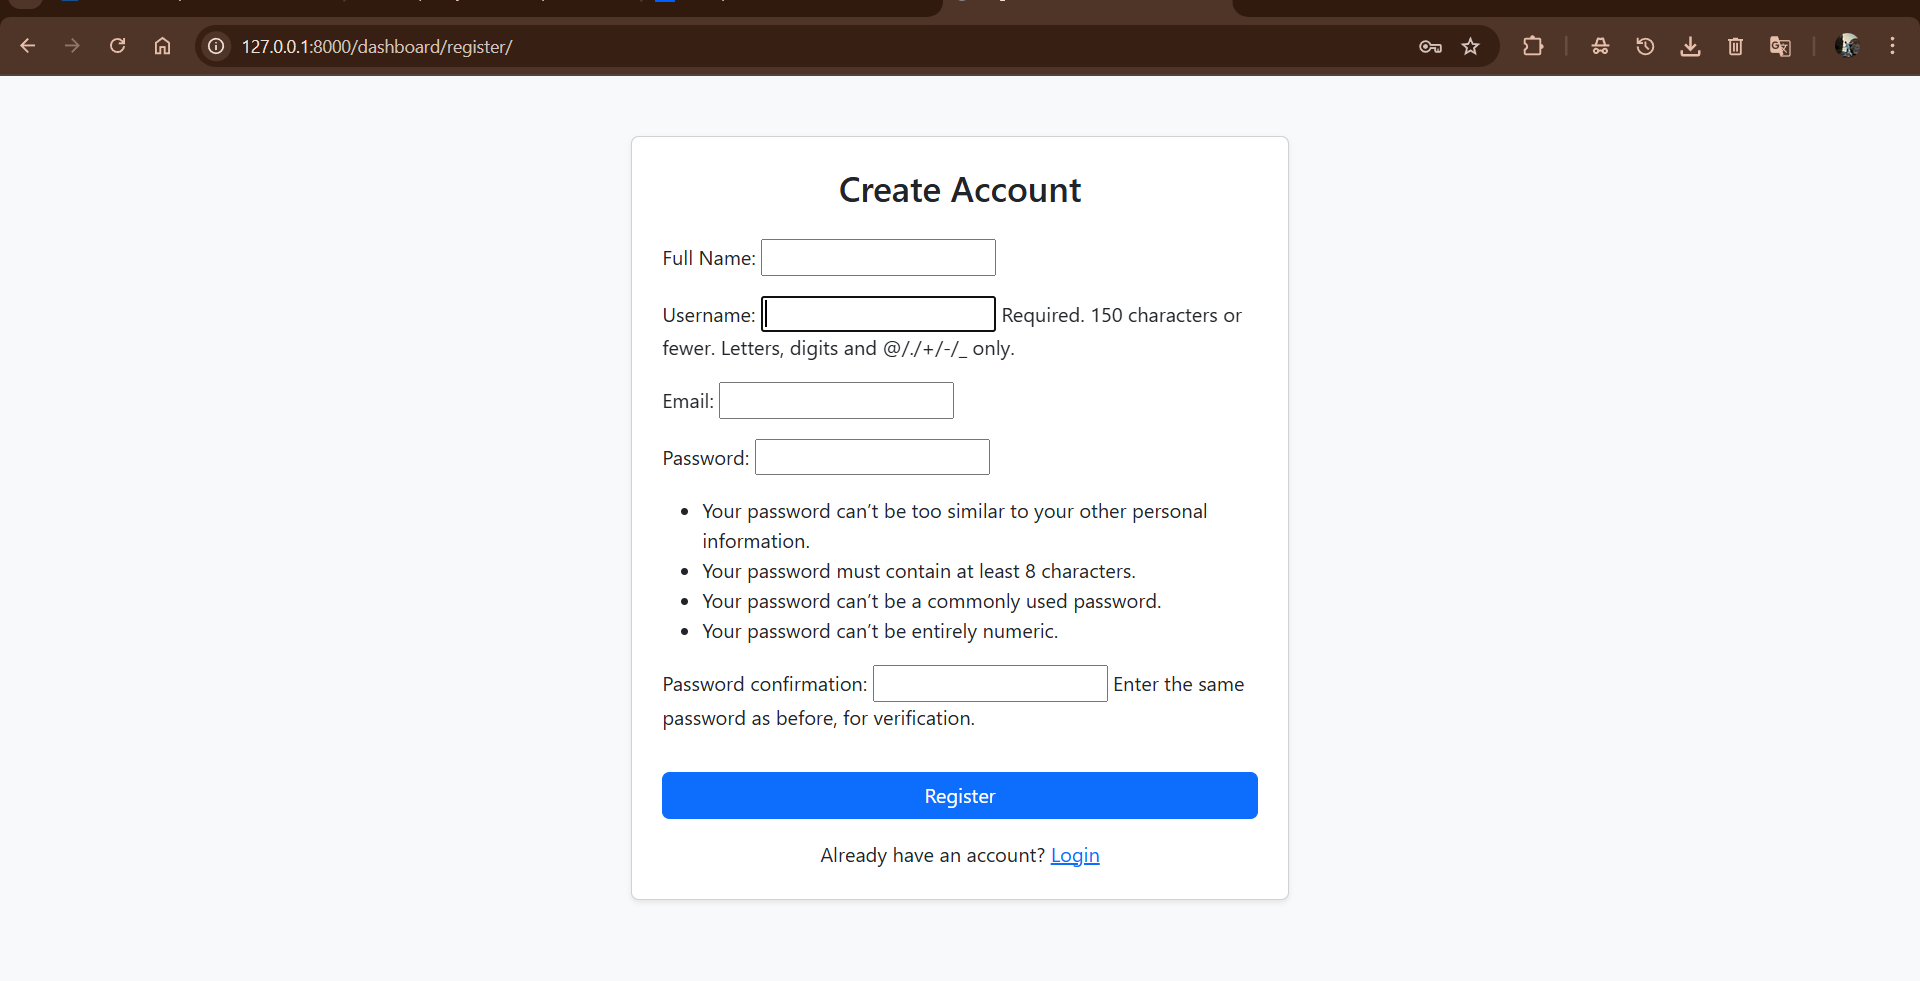 127.0.0.1:8000/dashboard/register/
Create Account
Full Name:
Username: Required. 150 characters or
fewer. Letters, digits and @/./+/-/_ only.
Email:
Password:
Your password can’t be too similar to your other personal
information.
Your password must contain at least 8 characters.
Your password can’t be a commonly used password.
Your password can’t be entirely numeric.
Password confirmation: Enter the same
password as before, for verification.
Register
Already have an account? Login